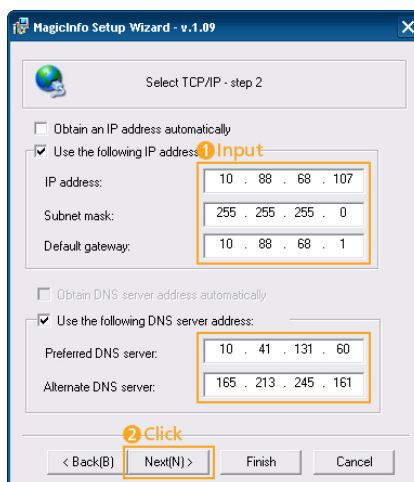 MagicInfo Setup Wizard - v.1.09
Select TCP/IP - step 2
Obtain an IP address automatically
Use the following IP address
1 Input
IP address: 10 . 88 . 68 . 107
Subnet mask: 255 . 255 . 255 . 0
Default gateway: 10 . 88 . 68 . 1
Obtain DNS server address automatically
Use the following DNS server address:
Preferred DNS server: 10 . 41 . 131 . 60
Alternate DNS server: 165 . 213 . 245 . 161
2 Click
< Back(B) Next(N) > Finish Cancel